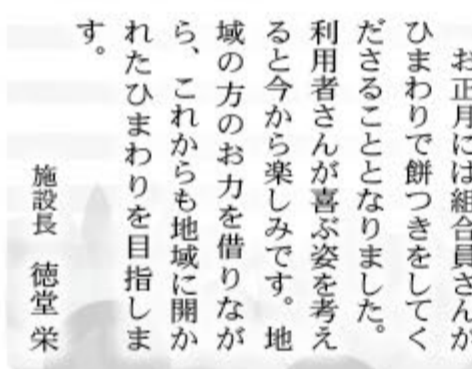 お正月には組合員さんが
ひまわりで餅つきをしてく
ださることとなりました。
利用者さんが喜ぶ姿を考え
ると今から楽しみです。地
域の方のお力を借りなが
ら、これからも地域に開か
れたひまわりを目指しま
す。
施設長 徳堂 栄